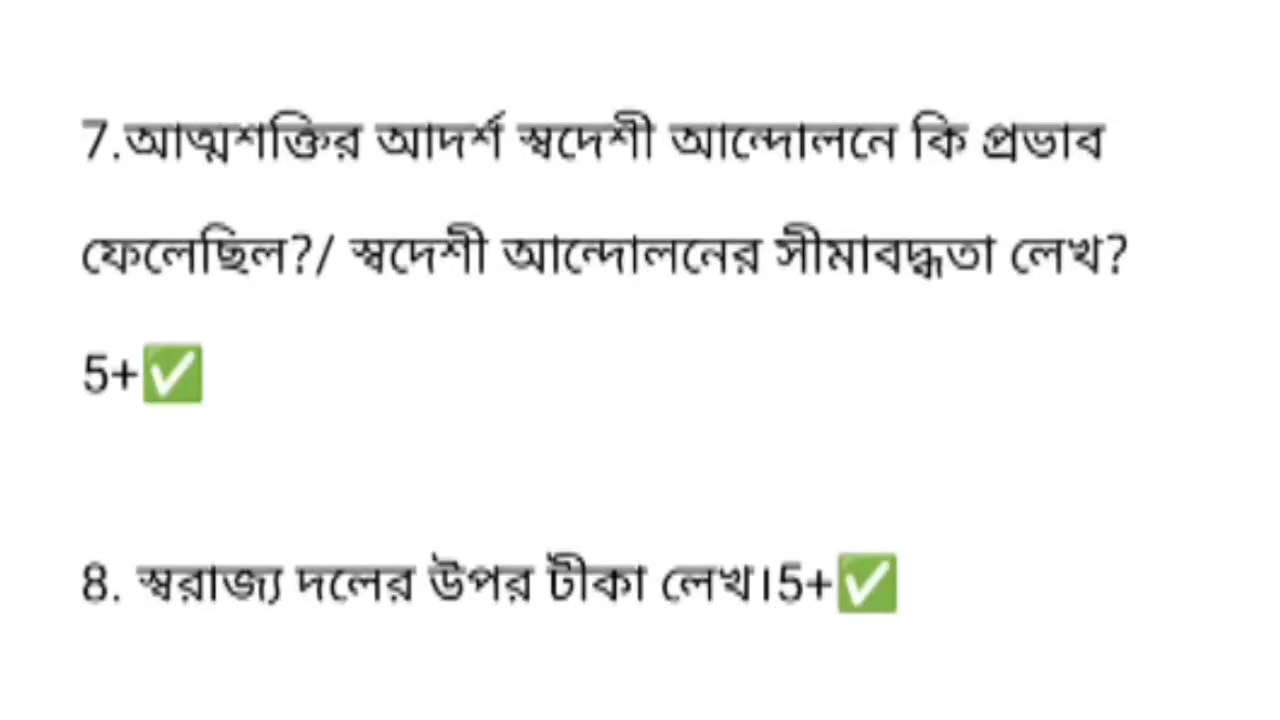 7.আত্মশক্তির আদর্শ স্বদেশী আন্দোলনে কি প্রভাব
ফেলেছিল?/ স্বদেশী আন্দোলনের সীমাবদ্ধতা লেখ?
5+✅
8. স্বরাজ্য দলের উপর টীকা লেখ।5+✅